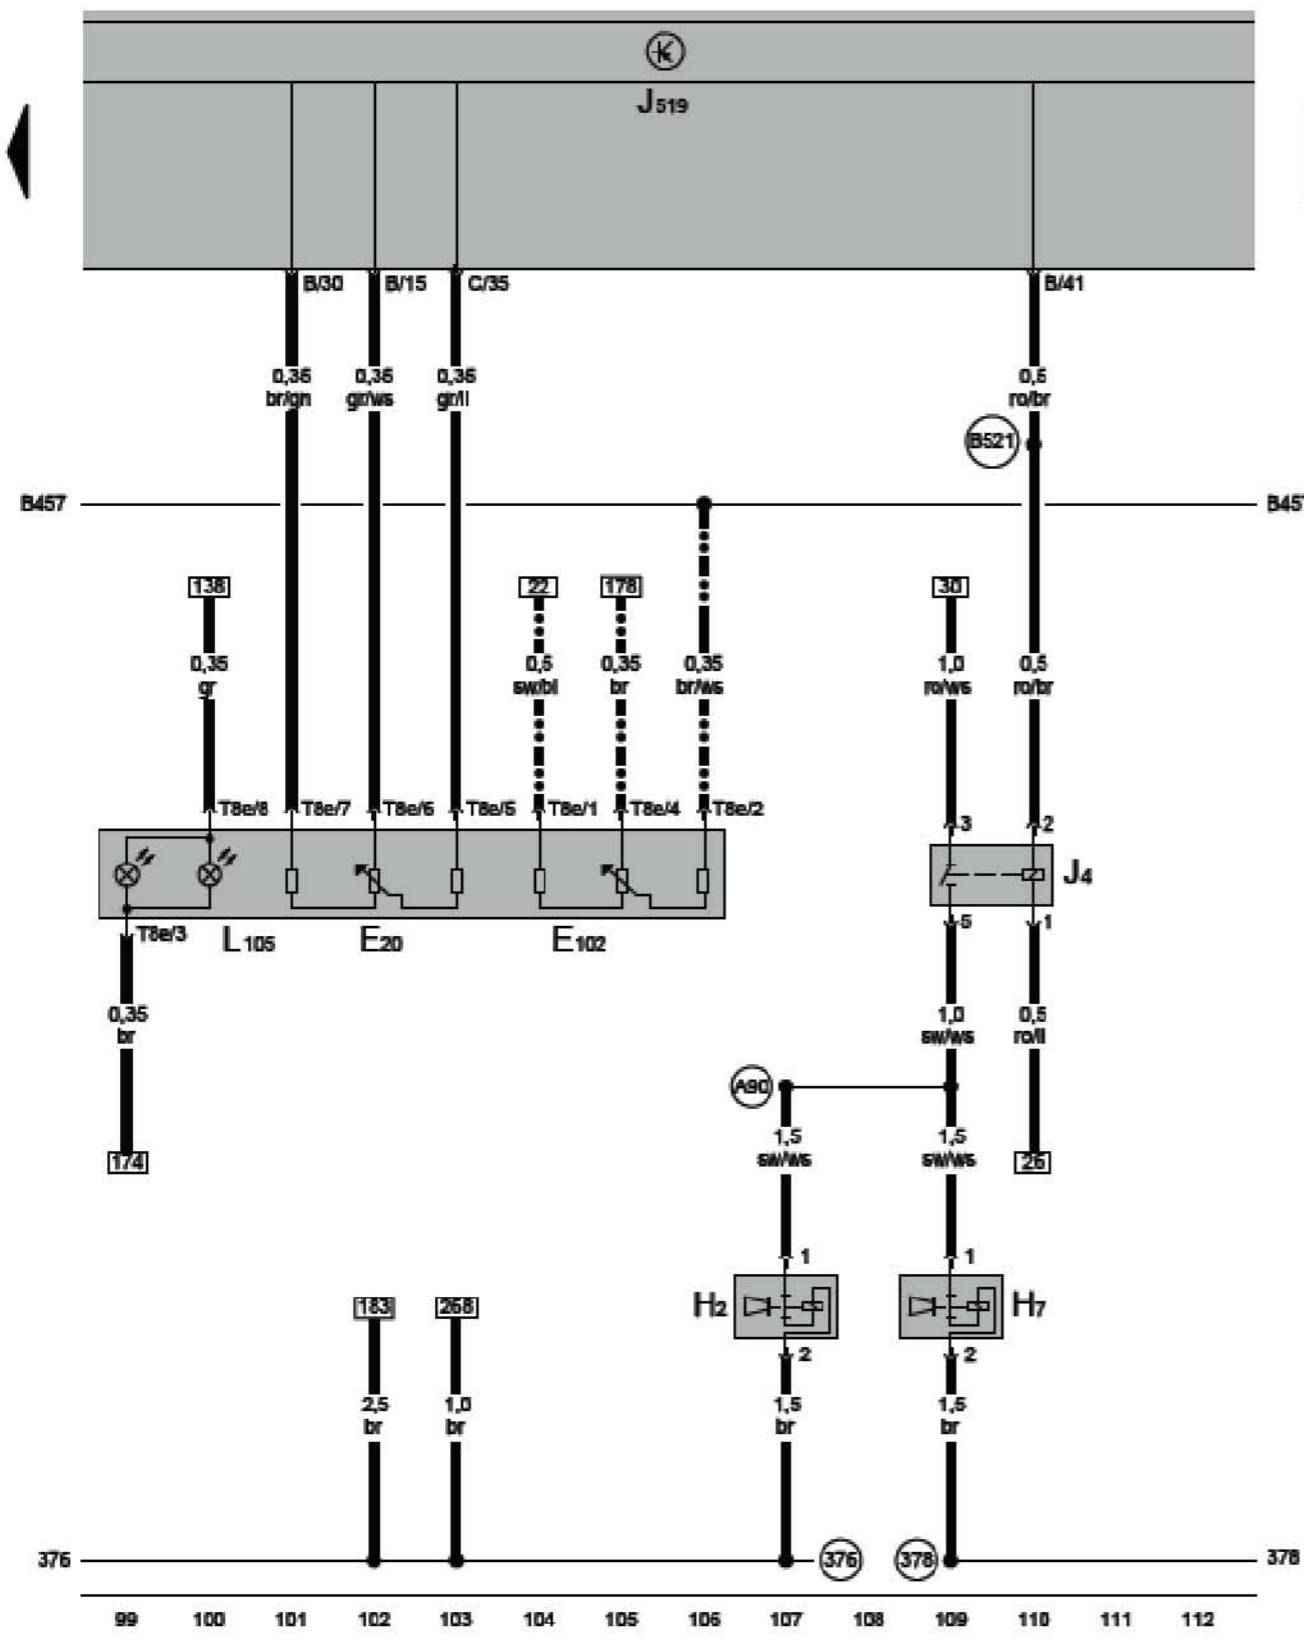 K
J519
B/30 B/15 C/35 B/41
0,35 0,35 0,35 0,5
br/gn gr/ws gr/li ro/br
B521
B457 B457
138 22 178 30
0,35 0,5 0,35 0,35 1,0 0,5
gr sw/bl br br/ws ro/ws ro/br
T8e/8 T8e/7 T8e/6 T8e/5 T8e/1 T8e/4 T8e/2
3 2
J4
T8e/3 L105 E20 E102 5 1
0,35 1,0 0,5
br sw/ws ro/li
A90
1,5 1,5
sw/ws sw/ws
174 26
1 1
183 268 H2 H7
2 2
2,5 1,0 1,5 1,5
br br br br
376 376 378 378
99 100 101 102 103 104 105 106 107 108 109 110 111 112